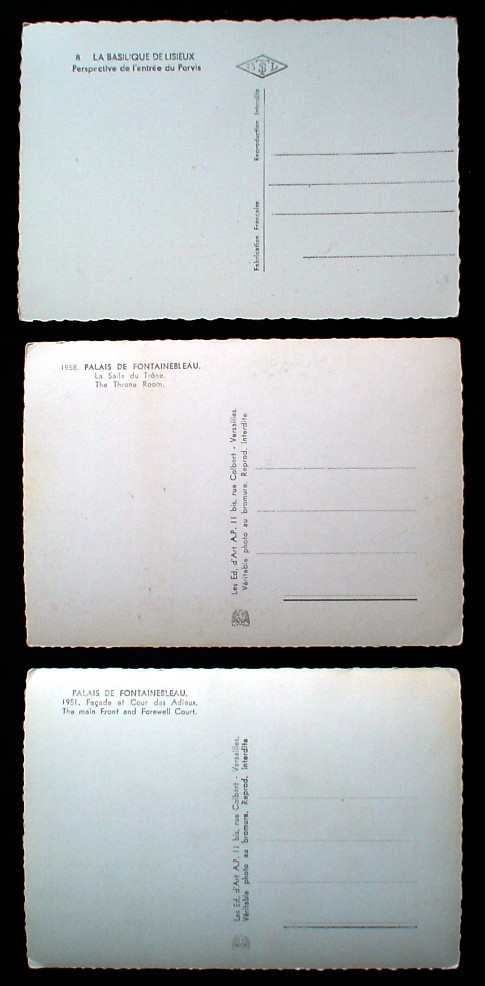 8 LA BASILIQUE DE LISIEUX
Perspective de l'entrée du Parvis
Fabrication Française Reproduction Interdite
1958. PALAIS DE FONTAINEBLEAU.
La Salle du Trône.
The Throne Room.
Les Ed. d'Art A.P. 11 bis, rue Colbert - Versailles.
Véritable photo au bromure. Reprod. interdite
PALAIS DE FONTAINEBLEAU.
1951. Façade et Cour des Adieux.
The main Front and Farewell Court.
Les Ed. d'Art A.P. 11 bis, rue Colbert - Versailles.
Véritable photo au bromure. Reprod. interdite